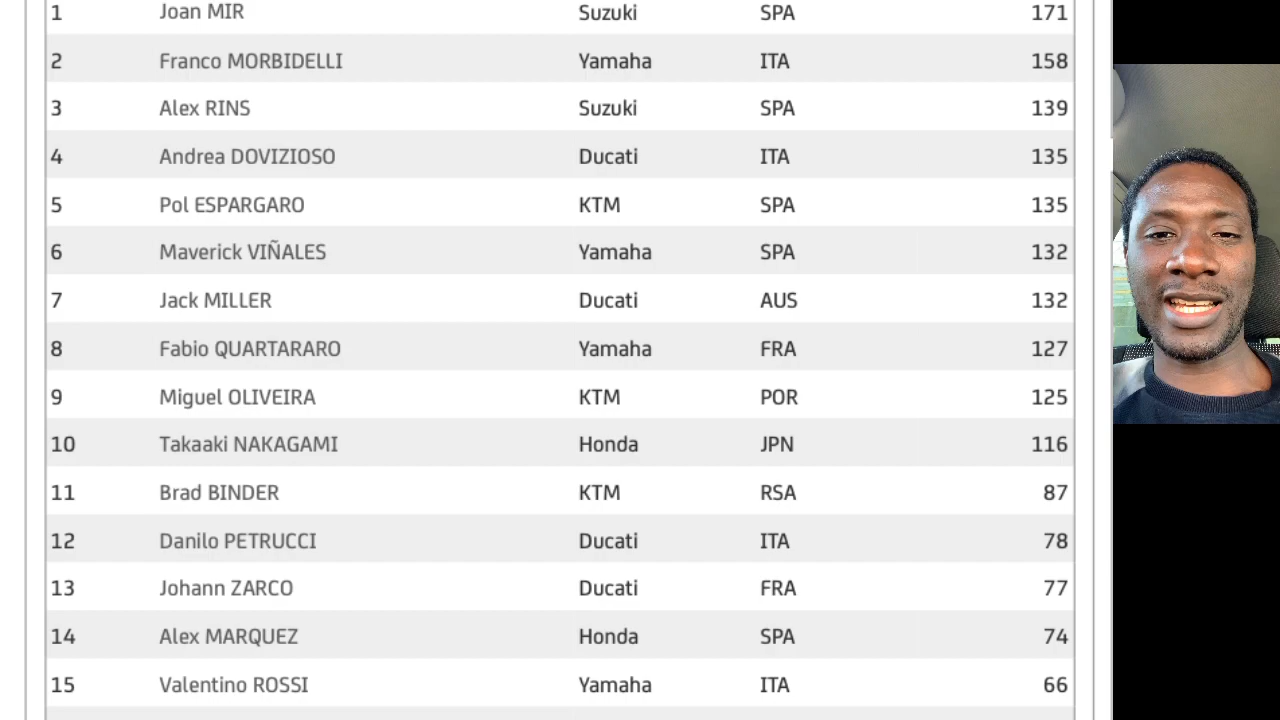 1 Joan MIR Suzuki SPA 171
2 Franco MORBIDELLI Yamaha ITA 158
3 Alex RINS Suzuki SPA 139
4 Andrea DOVIZIOSO Ducati ITA 135
5 Pol ESPARGARO KTM SPA 135
6 Maverick VIÑALES Yamaha SPA 132
7 Jack MILLER Ducati AUS 132
8 Fabio QUARTARARO Yamaha FRA 127
9 Miguel OLIVEIRA KTM POR 125
10 Takaaki NAKAGAMI Honda JPN 116
11 Brad BINDER KTM RSA 87
12 Danilo PETRUCCI Ducati ITA 78
13 Johann ZARCO Ducati FRA 77
14 Alex MARQUEZ Honda SPA 74
15 Valentino ROSSI Yamaha ITA 66